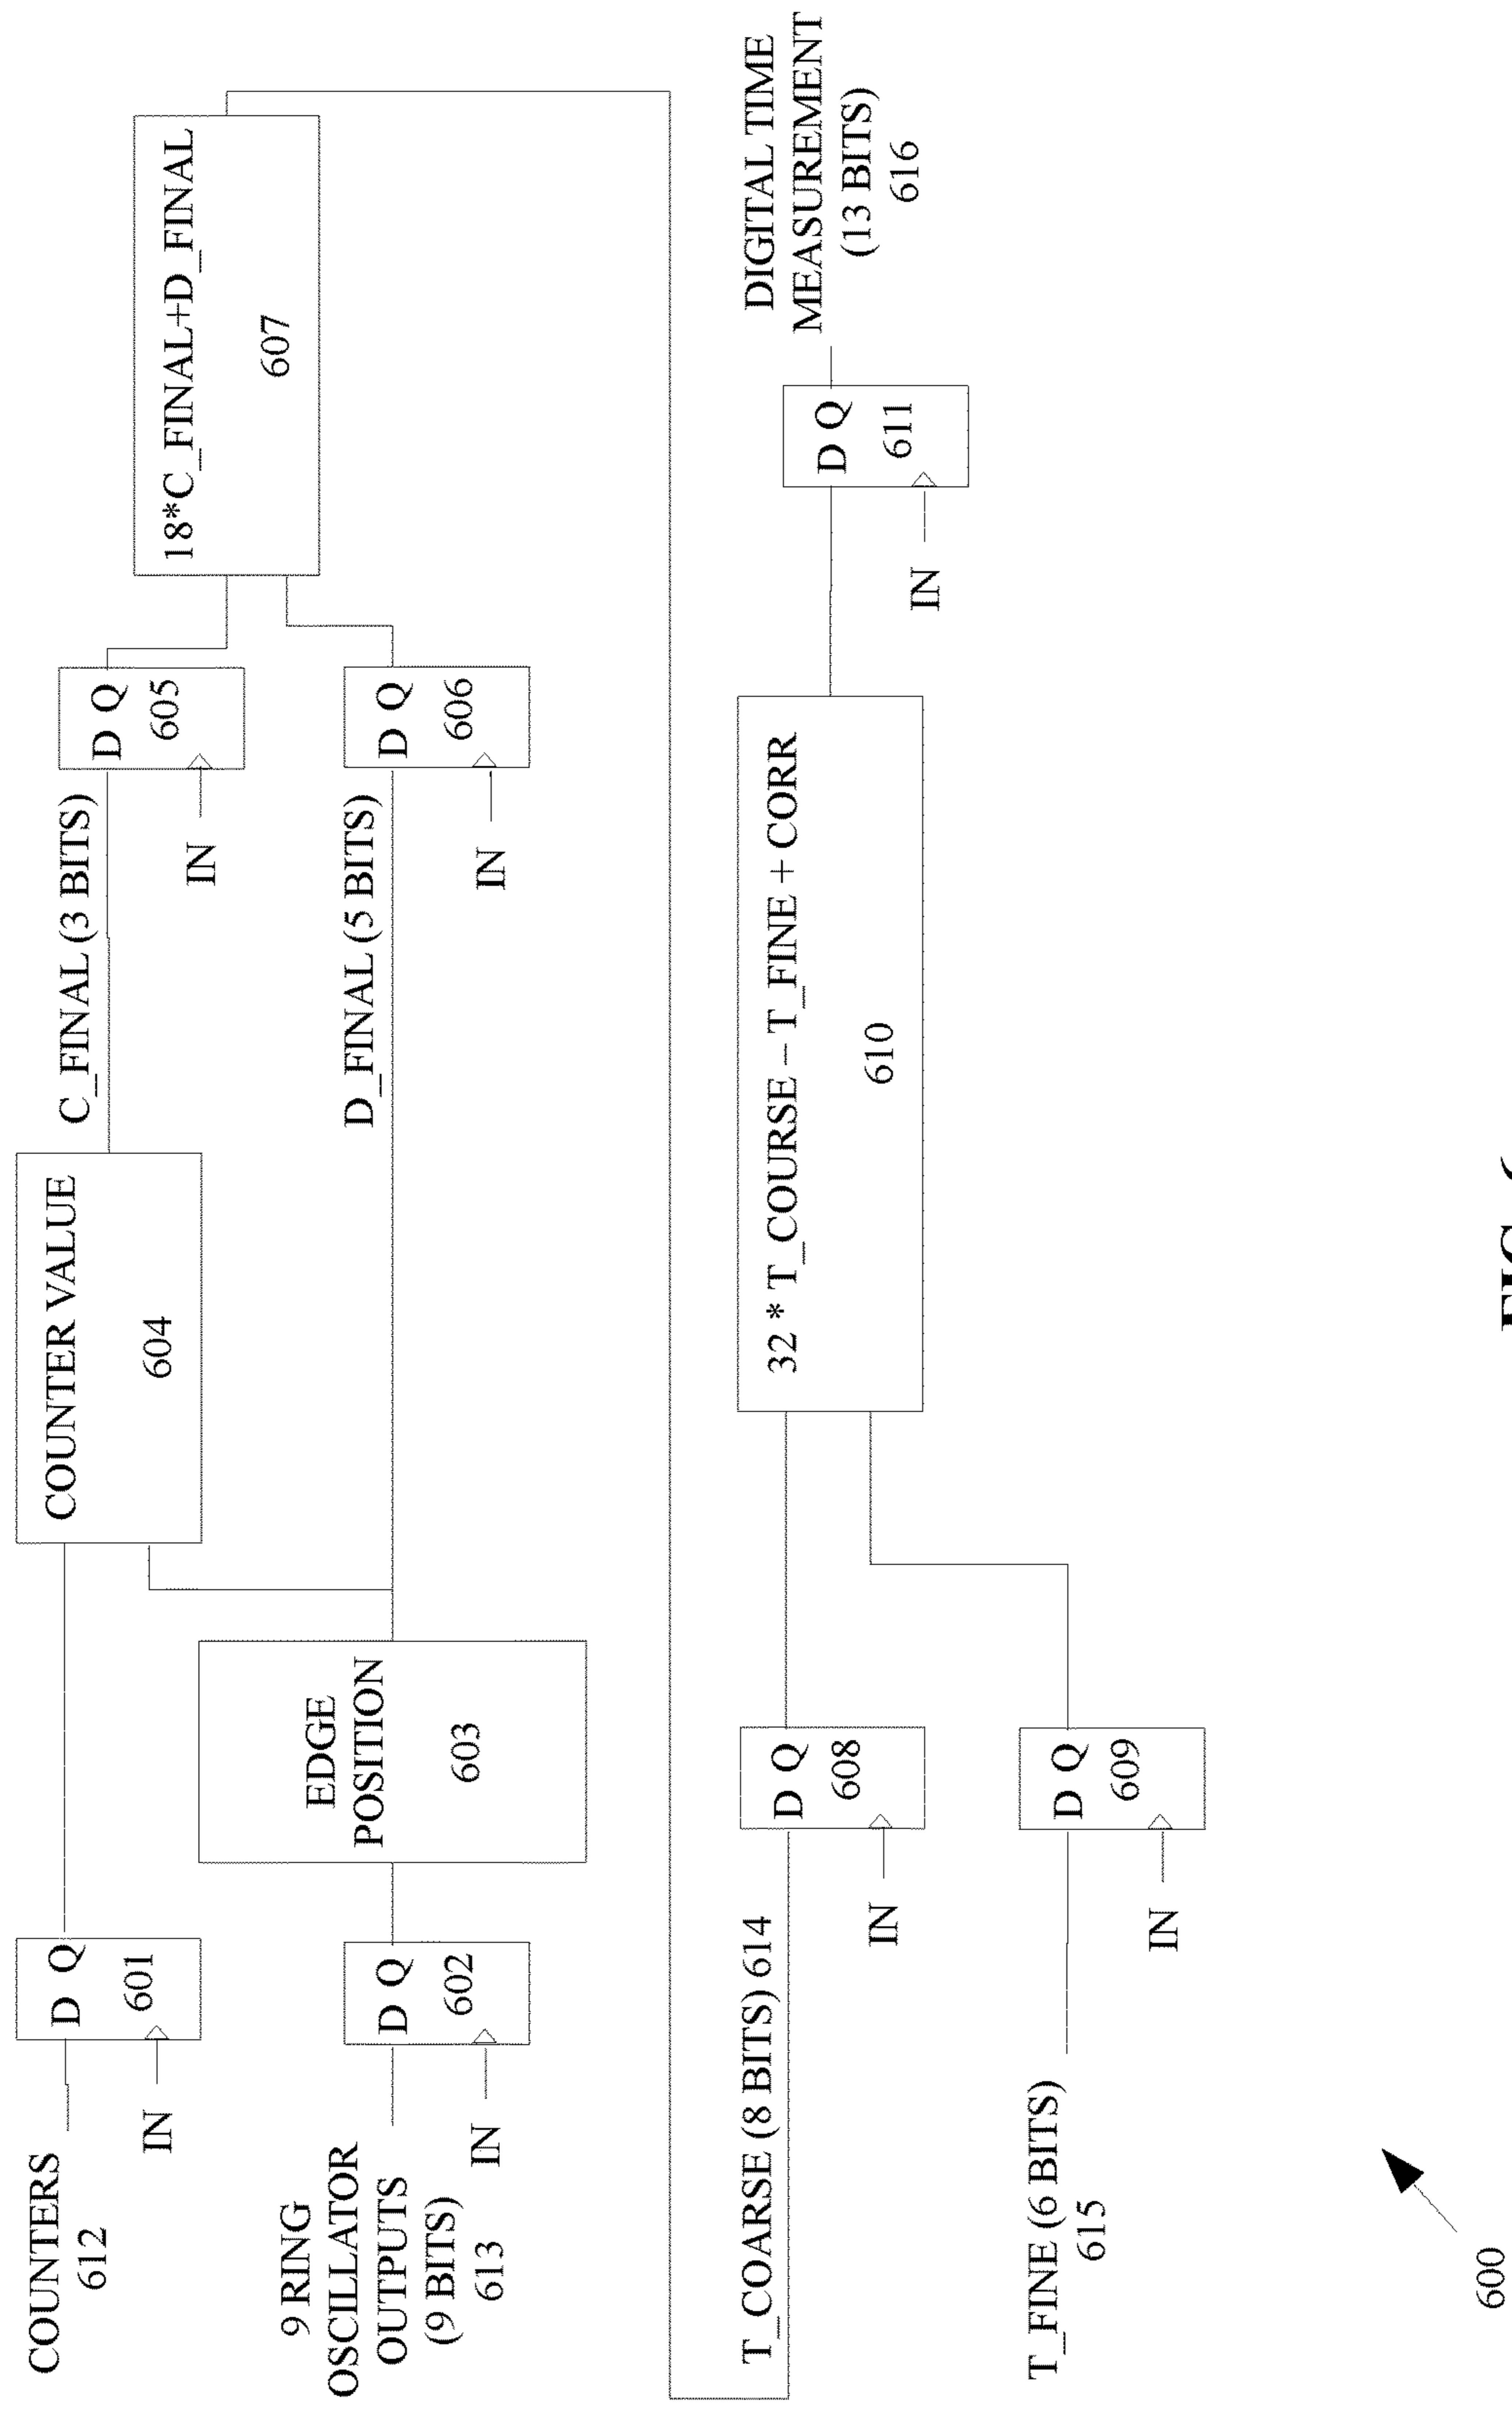 COUNTERS
612
IN
D Q
601
9 RING
OSCILLATOR
OUTPUTS
(9 BITS)
613
IN
D Q
602
EDGE
POSITION
603
COUNTER VALUE
604
C_FINAL (3 BITS)
IN
D Q
605
D_FINAL (5 BITS)
IN
D Q
606
18*C_FINAL+D_FINAL
607
T_COARSE (8 BITS) 614
IN
D Q
608
T_FINE (6 BITS)
615
IN
D Q
609
32 * T_COURSE – T_FINE + CORR
610
IN
D Q
611
DIGITAL TIME
MEASUREMENT
(13 BITS)
616
600